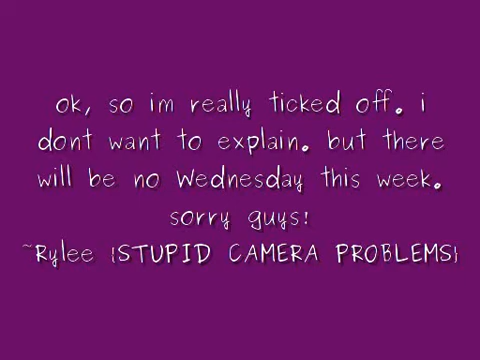 ok, so im really ticked off. i
dont want to explain. but there
will be no Wednesday this week.
sorry guys!
~Rylee {STUPID CAMERA PROBLEMS}